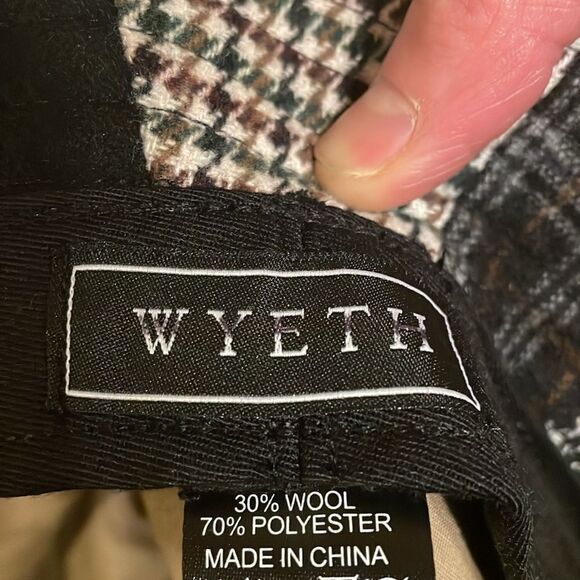 WYETH
30% WOOL
70% POLYESTER
MADE IN CHINA